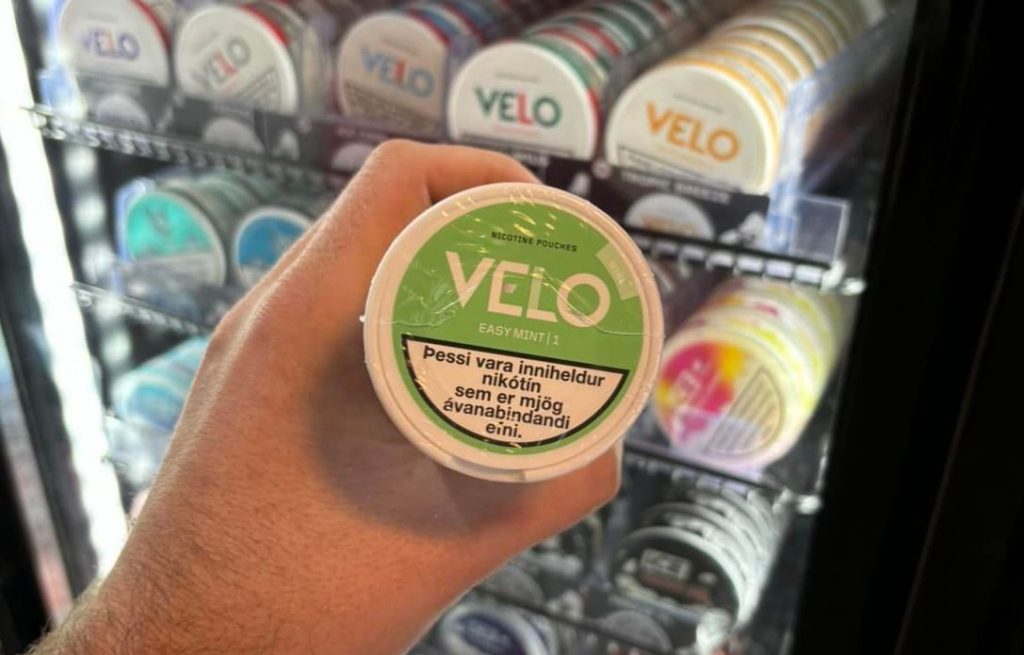 VELO
VELO
VELO
VELO
VELO
NICOTINE POUCHES
VELO
EASY MINT | 1
Þessi vara inniheldur
nikótín
sem er mjög
ávanabindandi
efni.
ICE